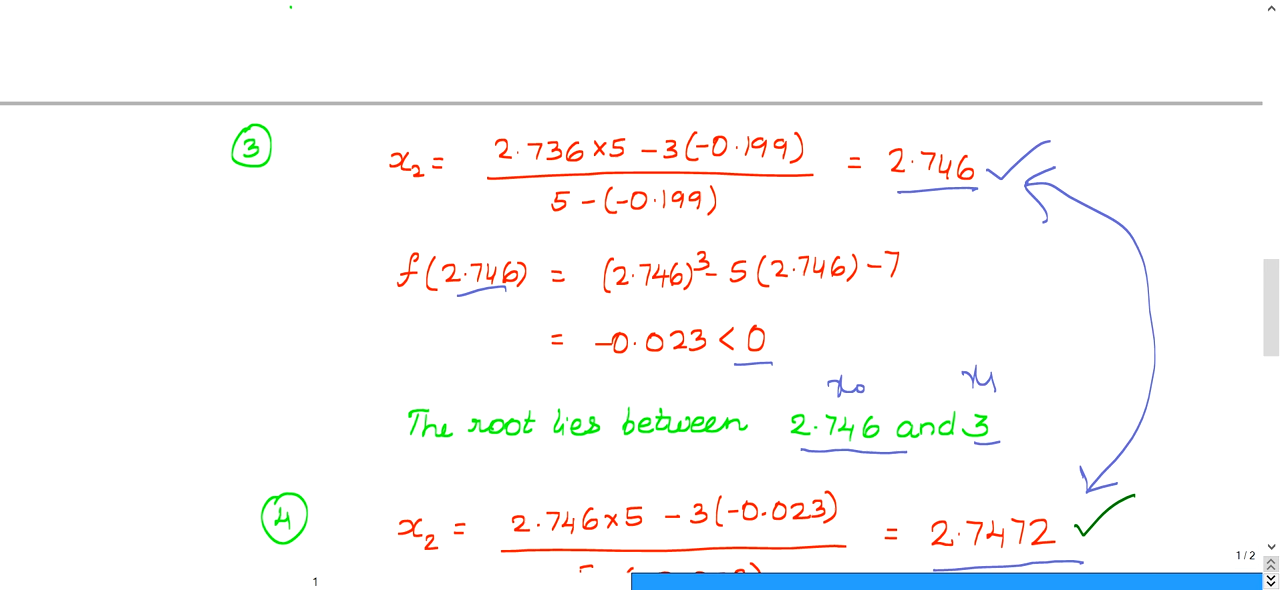 ③ x₂ = (2.736×5 - 3(-0.199)) / (5 - (-0.199)) = 2.746 ✓
f(2.746) = (2.746)³ - 5(2.746) - 7
= -0.023 < 0
x₀ x₁
The root lies between 2.746 and 3
④ x₂ = 2.746×5 - 3(-0.023) = 2.7472 ✓
1 / 2
1